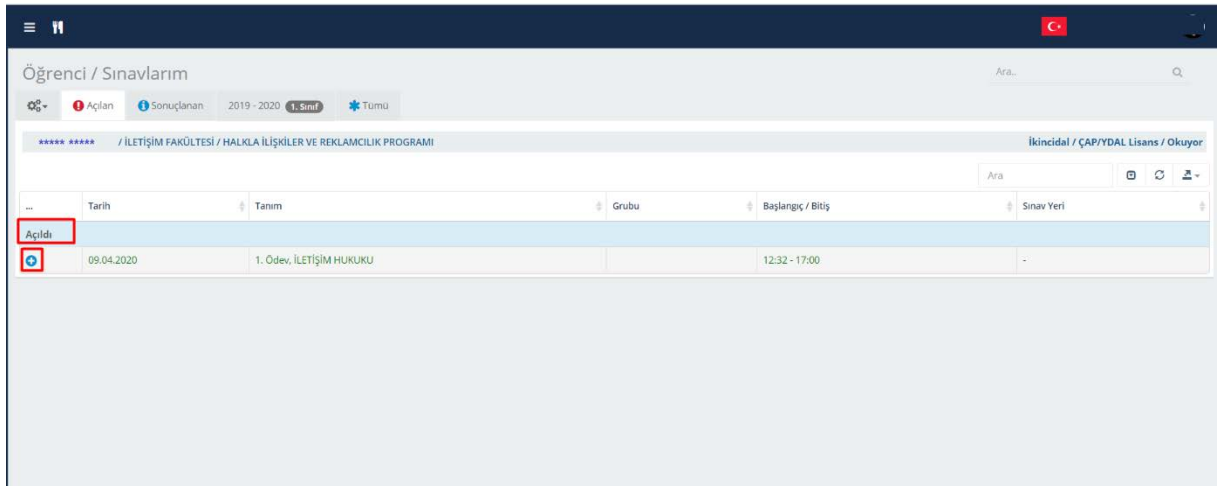 Öğrenci / Sınavlarım
Ara..
Açılan Sonuçlanan 2019 - 2020 1. Sınıf Tümü
***** ***** / İLETİŞİM FAKÜLTESİ / HALKLA İLİŞKİLER VE REKLAMCILIK PROGRAMI İkincidal / ÇAP/YDAL Lisans / Okuyor
Ara
... Tarih Tanım Grubu Başlangıç / Bitiş Sınav Yeri
Açıldı
09.04.2020 1. Ödev, İLETİŞİM HUKUKU 12:32 - 17:00 -